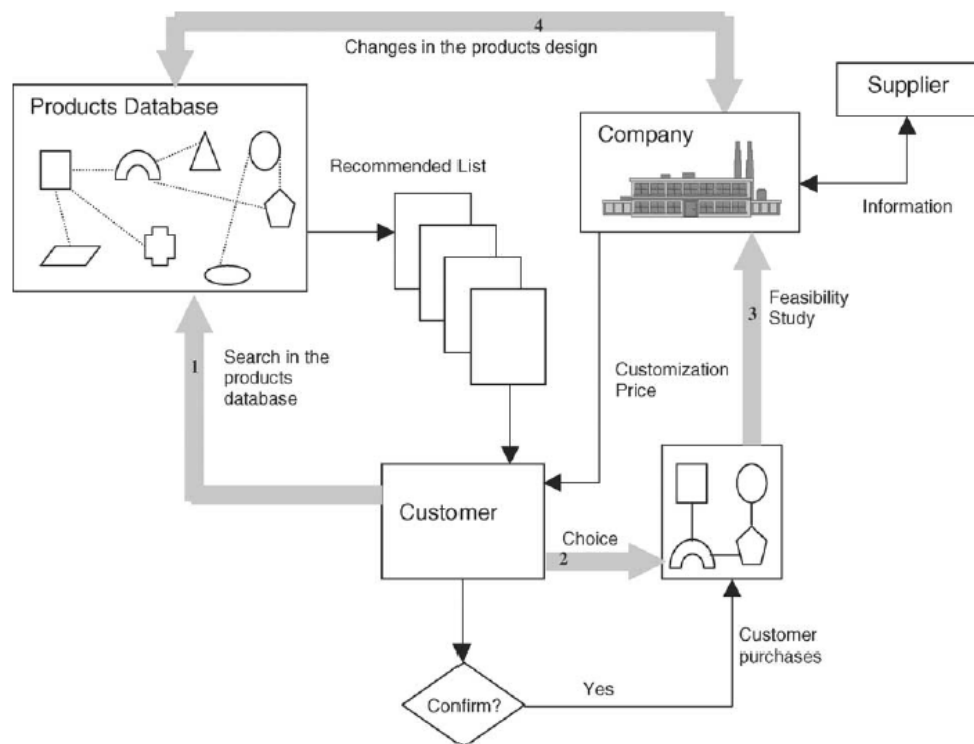 4
Changes in the products design
Products Database
Supplier
Company
Recommended List
Information
1
Search in the
products
database
3
Feasibility
Study
Customization
Price
Customer
Choice
2
Customer
purchases
Yes
Confirm?